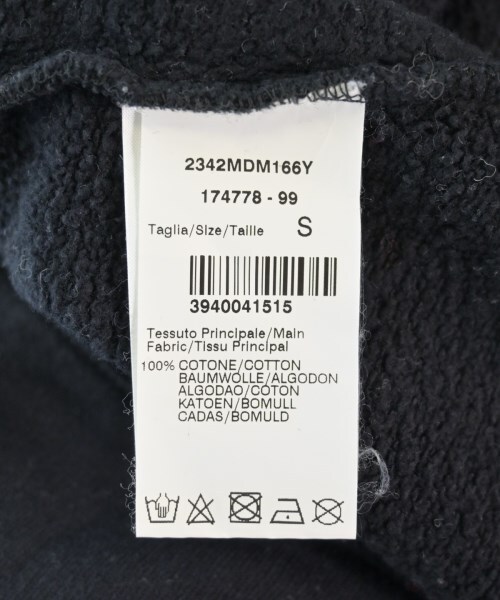 2342MDM166Y
174778 - 99
Taglia/Size/Taille S
3940041515
Tessuto Principale/Main
Fabric/Tissu Principal
100% COTONE/COTTON
BAUMWOLLE/ALGODON
ALGODAO/COTON
KATOEN/BOMULL
CADAS/BOMULD